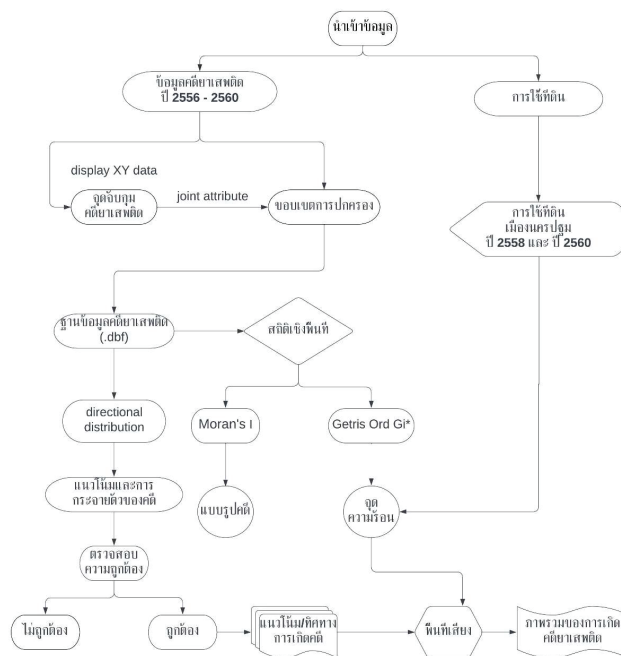 นำเข้าข้อมูล
ข้อมูลคดียาเสพติด
ปี 2556 - 2560
การใช้ที่ดิน
display XY data
จุดจับกุม
คดียาเสพติด
joint attribute
ขอบเขตการปกครอง
การใช้ที่ดิน
เมืองนครปฐม
ปี 2558 และ ปี 2560
ฐานข้อมูลคดียาเสพติด
(.dbf)
สถิติเชิงพื้นที่
directional
distribution
Moran's I
Getris Ord Gi*
แนวโน้มและการ
กระจายตัวของคดี
แบบรูปคดี
จุด
ความร้อน
ตรวจสอบ
ความถูกต้อง
ไม่ถูกต้อง
ถูกต้อง
แนวโน้ม/ทิศทาง
การเกิดคดี
พื้นที่เสี่ยง
ภาพรวมของการเกิด
คดียาเสพติด